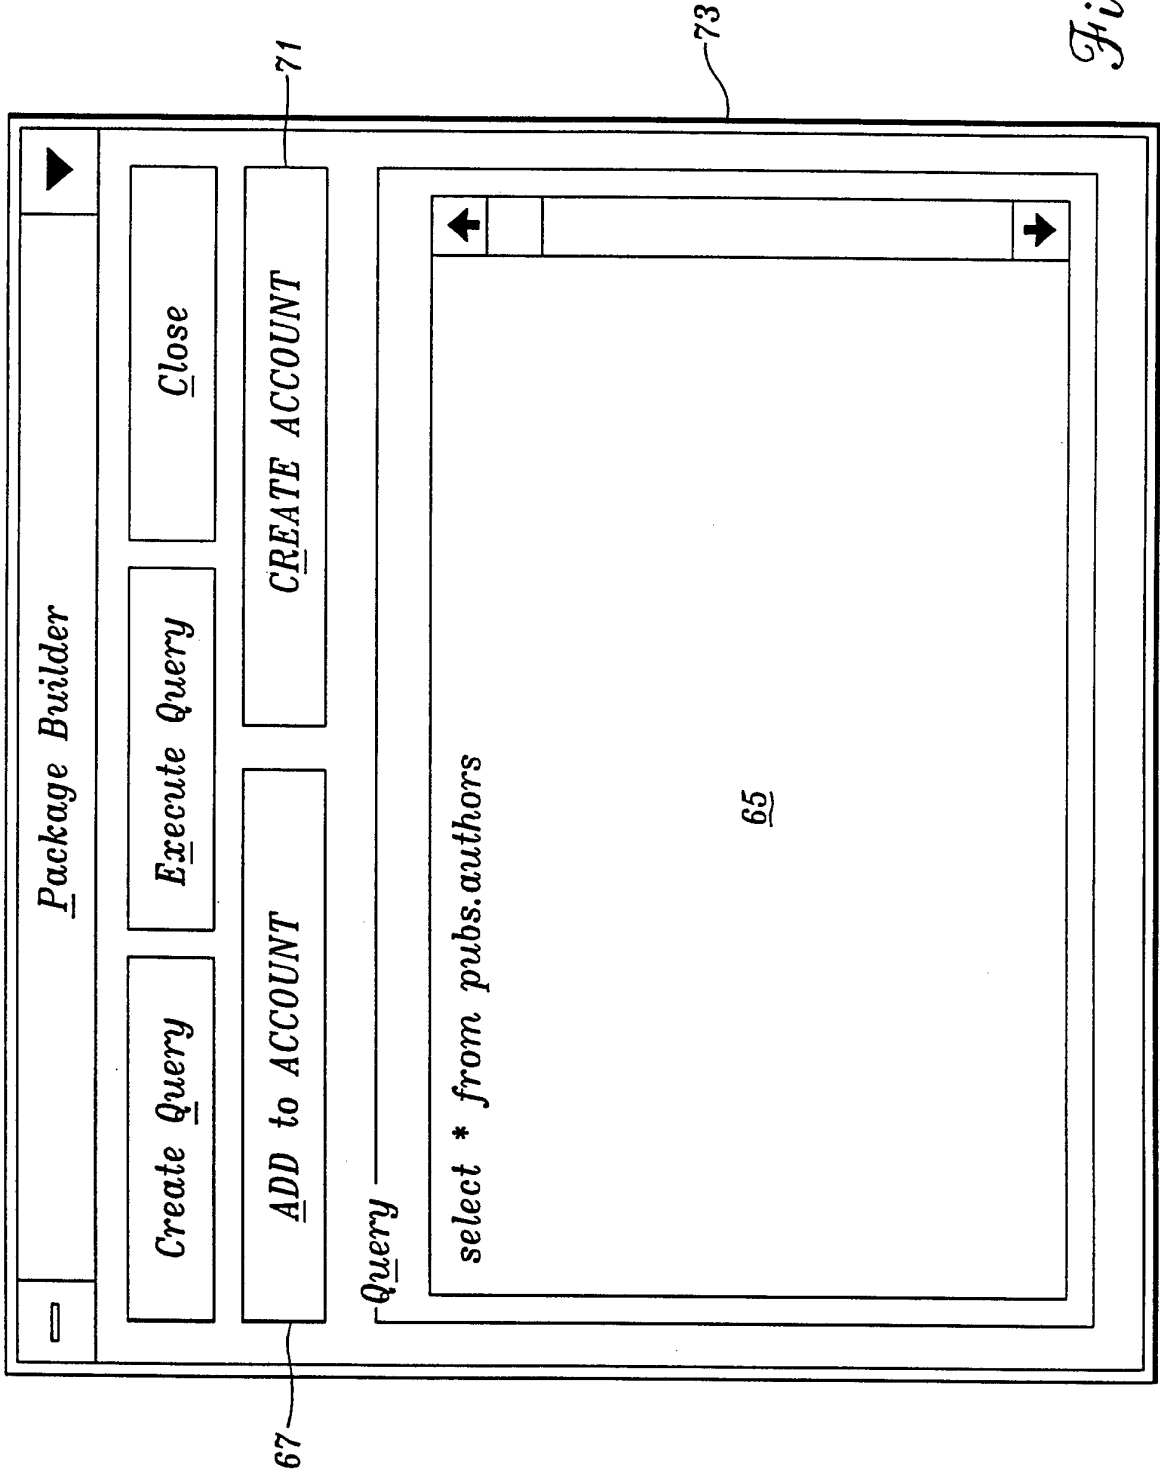 Package Builder
Create Query
Execute Query
Close
ADD to ACCOUNT
CREATE ACCOUNT
71
67
Query
select * from pubs.authors
65
73